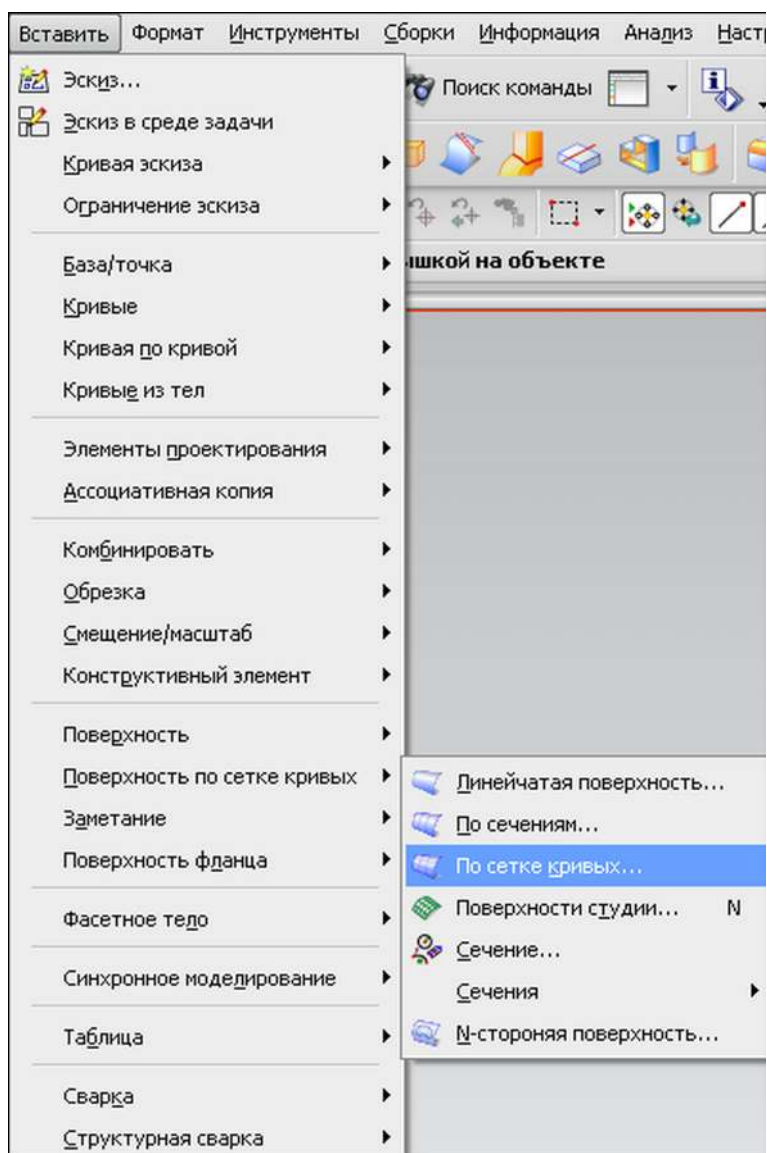 Вставить Формат Инструменты Сборки Информация Анализ
Эскиз...
Поиск команды
Эскиз в среде задачи
Кривая эскиза
Ограничение эскиза
База/точка
на объекте
Кривые
Кривая по кривой
Кривые из тел
Элементы проектирования
Ассоциативная копия
Комбинировать
Обрезка
Смещение/масштаб
Конструктивный элемент
Поверхность
Поверхность по сетке кривых
Заметание
Поверхность фланца
Фасетное тело
Синхронное моделирование
Таблица
Сварка
Структурная сварка
Линейчатая поверхность...
По сечениям...
По сетке кривых...
Поверхности студии... N
Сечение...
Сечения
N-стороняя поверхность...